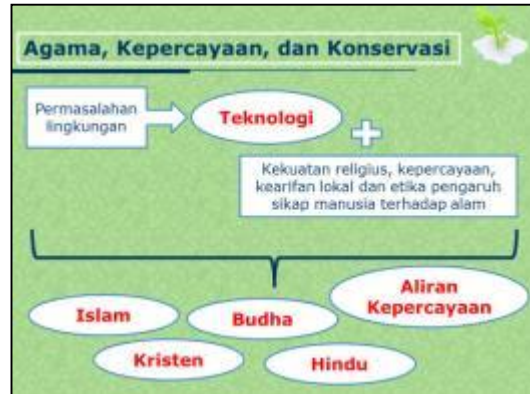 Agama, Kepercayaan, dan Konservasi
Permasalahan
lingkungan
Teknologi
Kekuatan religius, kepercayaan,
kearifan lokal dan etika pengaruh
sikap manusia terhadap alam
Islam
Budha
Aliran
Kepercayaan
Kristen
Hindu